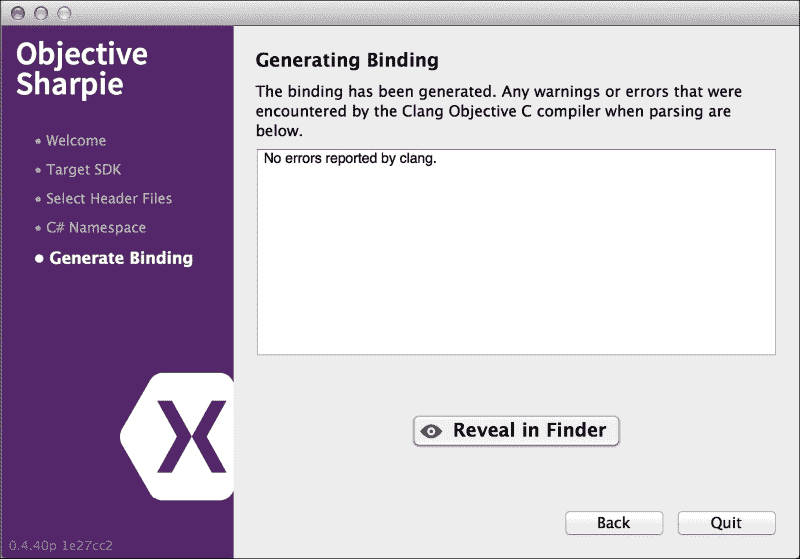 Objective
Sharpie
Welcome
Target SDK
Select Header Files
C# Namespace
Generate Binding
0.4.40p 1e27cc2
Generating Binding
The binding has been generated. Any warnings or errors that were
encountered by the Clang Objective C compiler when parsing are
below.
No errors reported by clang.
Reveal in Finder
Back
Quit